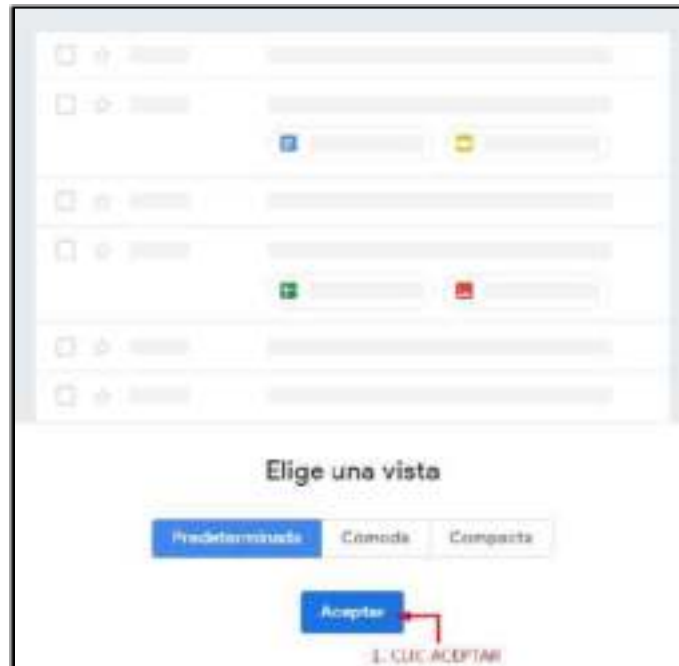 Elige una vista
Predeterminada Cómoda Compacta
Aceptar
1. CLIC ACEPTAR